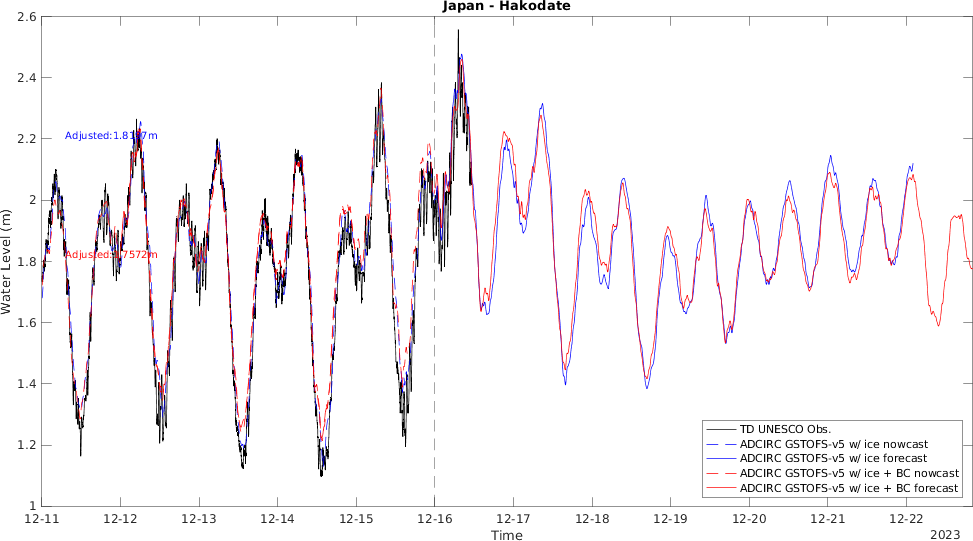 Japan - Hakodate
2.6
2.4
2.2
2
1.8
1.6
1.4
1.2
1
Water Level (m)
Adjusted:
Adjusted:
TD UNESCO Obs.
ADCIRC GSTOFS-v5 w/ ice nowcast
ADCIRC GSTOFS-v5 w/ ice forecast
ADCIRC GSTOFS-v5 w/ ice + BC nowcast
ADCIRC GSTOFS-v5 w/ ice + BC forecast
12-11 12-12 12-13 12-14 12-15 12-16 12-17 12-18 12-19 12-20 12-21 12-22
2023
Time